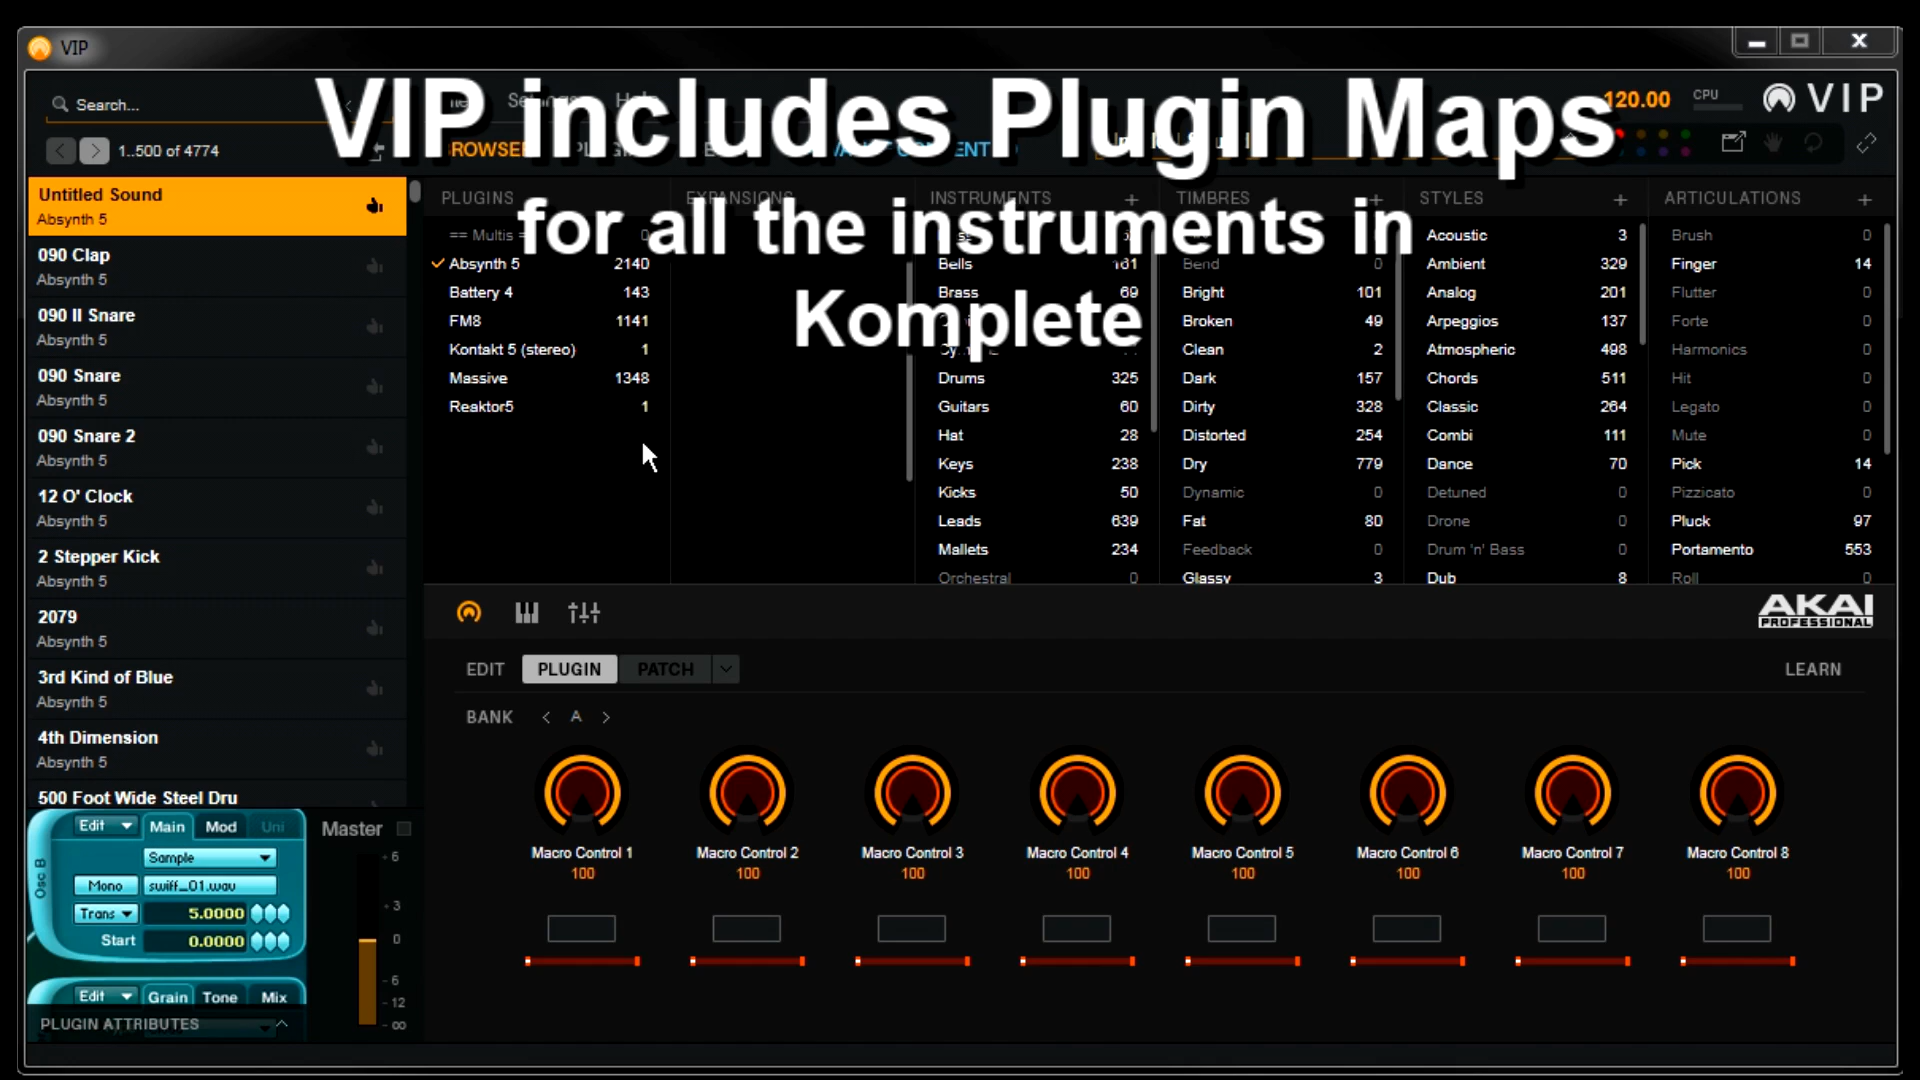 VIP
VIP includes Plugin Maps
for all the instruments in
Komplete
Search...
120.00
CPU
VIP
1..500 of 4774
Untitled Sound
Absynth 5
090 Clap
Absynth 5
090 II Snare
Absynth 5
090 Snare
Absynth 5
090 Snare 2
Absynth 5
12 O' Clock
Absynth 5
2 Stepper Kick
Absynth 5
2079
Absynth 5
3rd Kind of Blue
Absynth 5
4th Dimension
Absynth 5
500 Foot Wide Steel Dru
PLUGINS
== Multis
Absynth 5 2140
Battery 4 143
FM8 1141
Kontakt 5 (stereo) 1
Massive 1348
Reaktor5 1
EXPANSIONS
INSTRUMENTS +
Bells 161
Brass 69
Drums 325
Guitars 60
Hat 28
Keys 238
Kicks 50
Leads 639
Mallets 234
Orchestral 0
TIMBRES +
Bend 0
Bright 101
Broken 49
Clean 2
Dark 157
Dirty 328
Distorted 254
Dry 779
Dynamic 0
Fat 80
Feedback 0
Glassy 3
STYLES +
Acoustic 3
Ambient 329
Analog 201
Arpeggios 137
Atmospheric 498
Chords 511
Classic 264
Combi 111
Dance 70
Detuned 0
Drone 0
Drum 'n' Bass 0
Dub 8
ARTICULATIONS +
Brush 0
Finger 14
Flutter 0
Forte 0
Harmonics 0
Hit 0
Legato 0
Mute 0
Pick 14
Pizzicato 0
Pluck 97
Portamento 553
Roll 0
AKAI
PROFESSIONAL
EDIT PLUGIN PATCH LEARN
BANK < A >
Macro Control 1
100
Macro Control 2
100
Macro Control 3
100
Macro Control 4
100
Macro Control 5
100
Macro Control 6
100
Macro Control 7
100
Macro Control 8
100
Osc B
Edit Main Mod Uni
Sample
Mono swiff_01.wav
Trans 5.0000
Start 0.0000
Edit Grain Tone Mix
PLUGIN ATTRIBUTES
Master
+6
+3
0
-6
-12
-∞